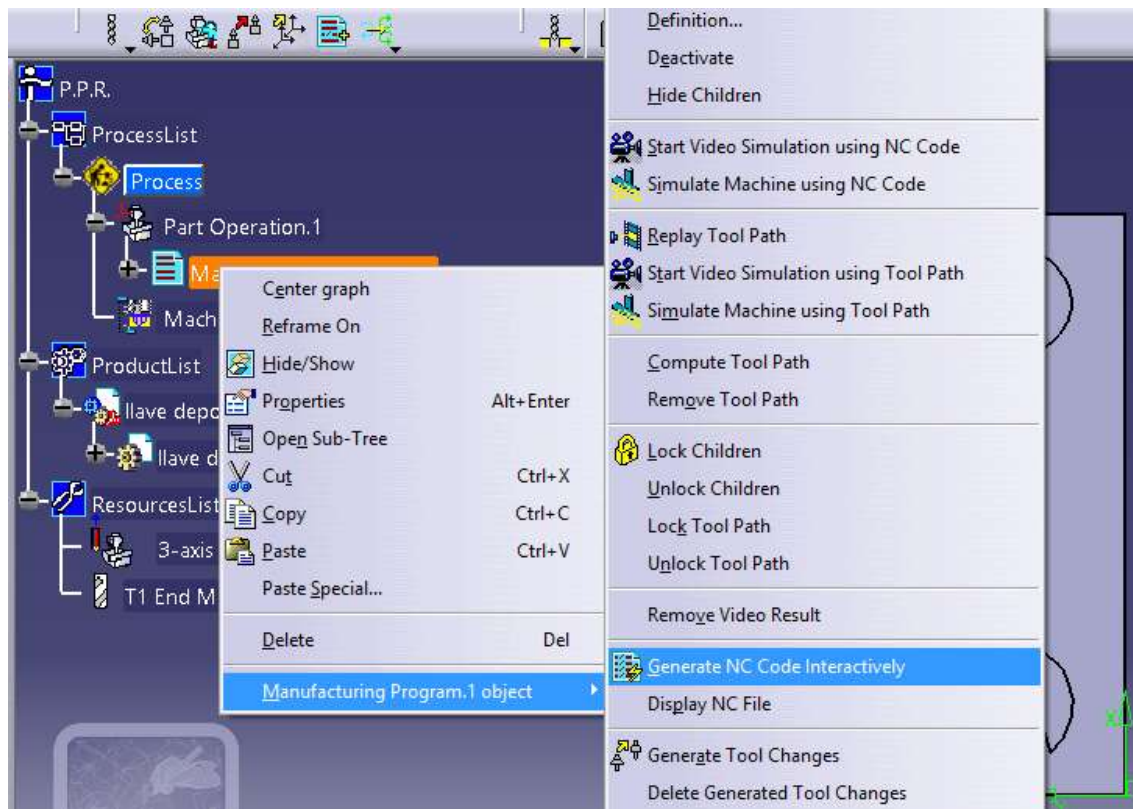 P.P.R.
ProcessList
Process
Part Operation.1
Ma
Mach
ProductList
llave depo
llave d
ResourcesList
3-axis
T1 End M
Center graph
Reframe On
Hide/Show
Properties Alt+Enter
Open Sub-Tree
Cut Ctrl+X
Copy Ctrl+C
Paste Ctrl+V
Paste Special...
Delete Del
Manufacturing Program.1 object
Definition...
Deactivate
Hide Children
Start Video Simulation using NC Code
Simulate Machine using NC Code
Replay Tool Path
Start Video Simulation using Tool Path
Simulate Machine using Tool Path
Compute Tool Path
Remove Tool Path
Lock Children
Unlock Children
Lock Tool Path
Unlock Tool Path
Remove Video Result
Generate NC Code Interactively
Display NC File
Generate Tool Changes
Delete Generated Tool Changes
X